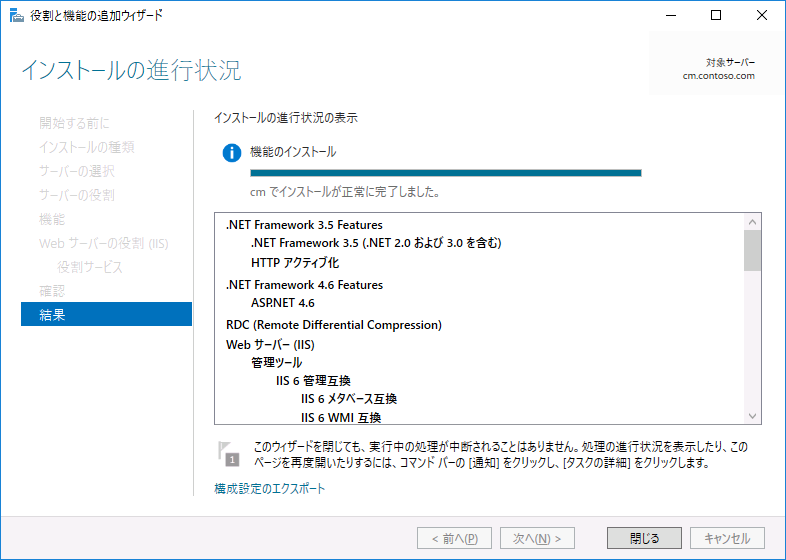 役割と機能の追加ウィザード
インストールの進行状況
対象サーバー
cm.contoso.com
開始する前に
インストールの種類
サーバーの選択
サーバーの役割
機能
Web サーバーの役割 (IIS)
役割サービス
確認
結果
インストールの進行状況の表示
機能のインストール
cm でインストールが正常に完了しました。
.NET Framework 3.5 Features
.NET Framework 3.5 (.NET 2.0 および 3.0 を含む)
HTTP アクティブ化
.NET Framework 4.6 Features
ASP.NET 4.6
RDC (Remote Differential Compression)
Web サーバー (IIS)
管理ツール
IIS 6 管理互換
IIS 6 メタベース互換
IIS 6 WMI 互換
1
このウィザードを閉じても、実行中の処理が中断されることはありません。処理の進行状況を表示したり、この
ページを再度開いたりするには、コマンド バーの [通知] をクリックし、[タスクの詳細] をクリックします。
構成設定のエクスポート
< 前へ(P)
次へ(N) >
閉じる
キャンセル